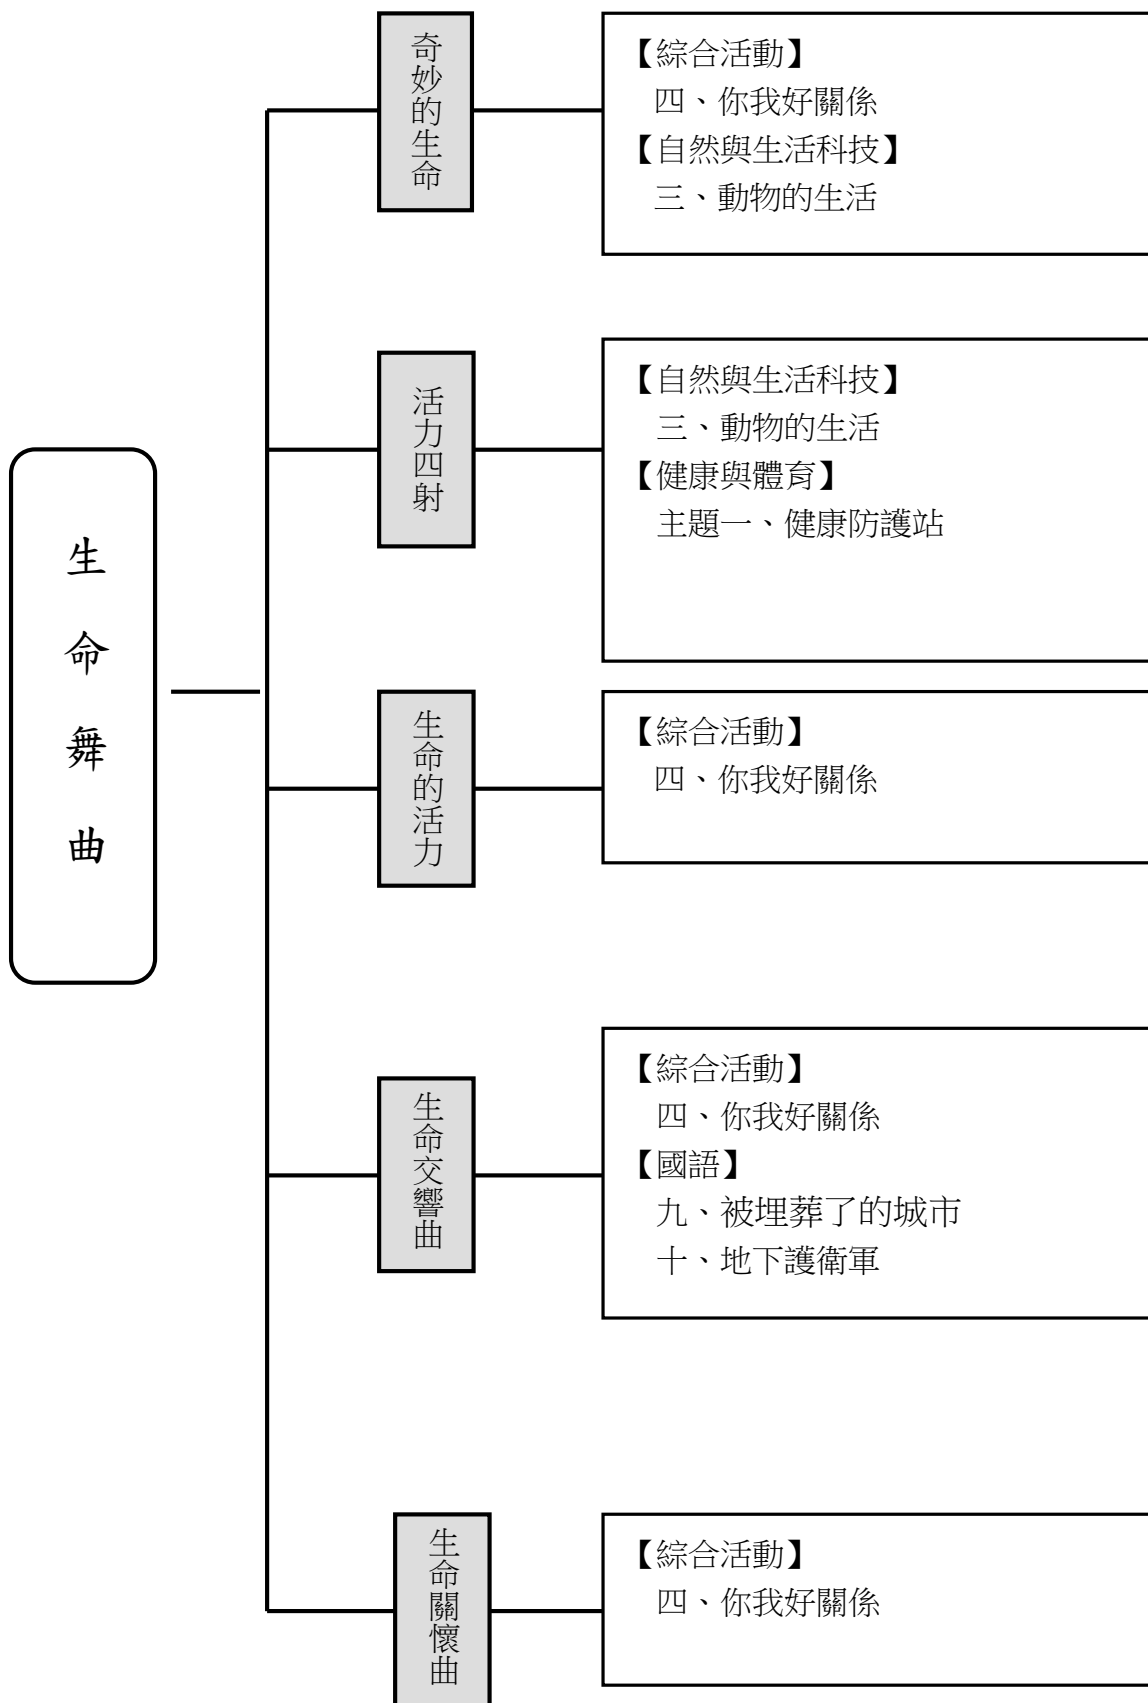 生命舞曲
奇妙的生命
【綜合活動】
四、你我好關係
【自然與生活科技】
三、動物的生活
活力四射
【自然與生活科技】
三、動物的生活
【健康與體育】
主題一、健康防護站
生命的活力
【綜合活動】
四、你我好關係
生命交響曲
【綜合活動】
四、你我好關係
【國語】
九、被埋葬了的城市
十、地下護衛軍
生命關懷曲
【綜合活動】
四、你我好關係